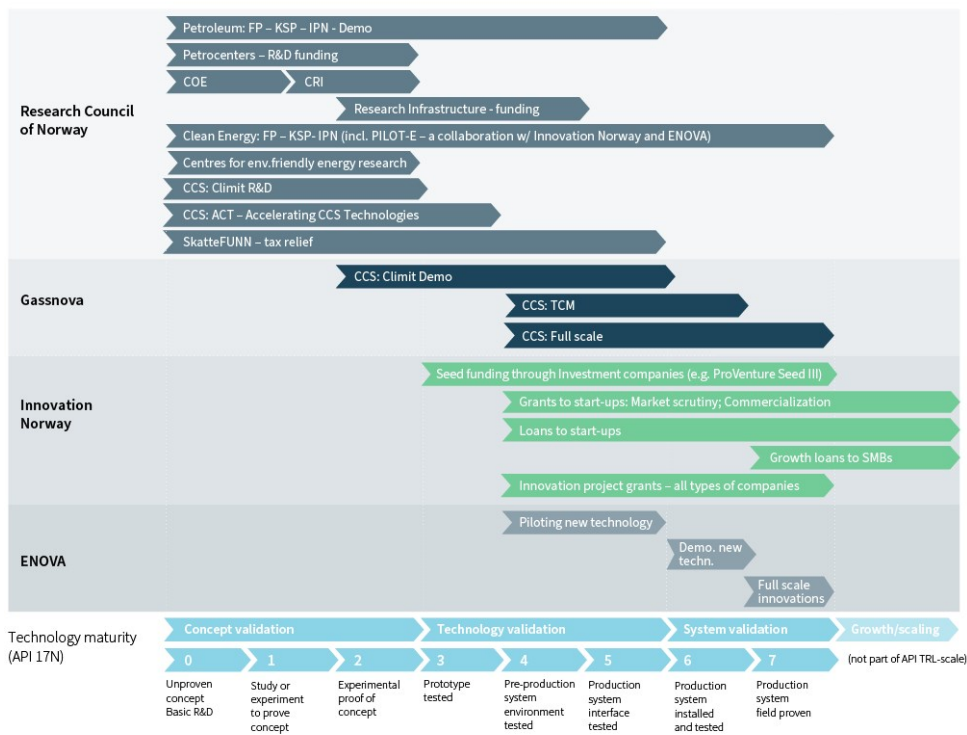 Research Council
of Norway
Petroleum: FP – KSP – IPN - Demo
Petrocenters – R&D funding
COE
CRI
Research Infrastructure - funding
Clean Energy: FP – KSP- IPN (incl. PILOT-E – a collaboration w/ Innovation Norway and ENOVA)
Centres for env.friendly energy research
CCS: Climit R&D
CCS: ACT – Accelerating CCS Technologies
SkatteFUNN – tax relief
Gassnova
CCS: Climit Demo
CCS: TCM
CCS: Full scale
Innovation
Norway
Seed funding through Investment companies (e.g. ProVenture Seed III)
Grants to start-ups: Market scrutiny; Commercialization
Loans to start-ups
Growth loans to SMBs
Innovation project grants – all types of companies
ENOVA
Piloting new technology
Demo. new
techn.
Full scale
innovations
Technology maturity
(API 17N)
Concept validation
Technology validation
System validation
Growth/scaling
0
1
2
3
4
5
6
7
(not part of API TRL-scale)
Unproven
concept
Basic R&D
Study or
experiment
to prove
concept
Experimental
proof of
concept
Prototype
tested
Pre-production
system
environment
tested
Production
system
interface
tested
Production
system
installed
and tested
Production
system
field proven